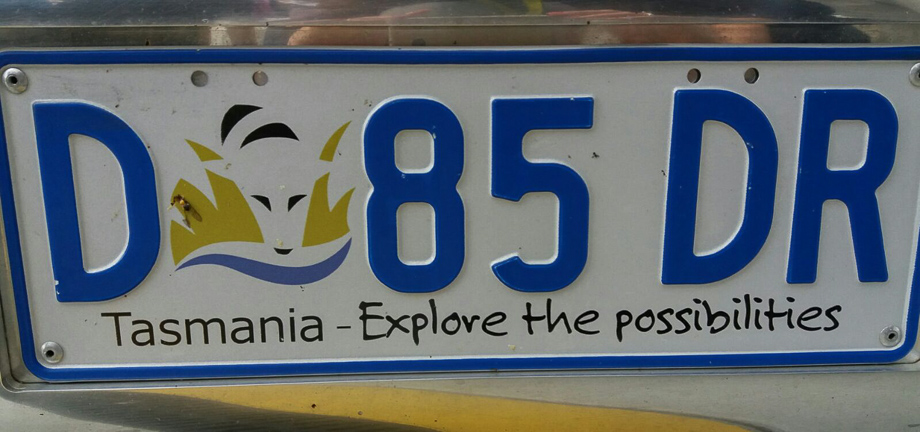 D 85 DR
Tasmania - Explore the possibilities